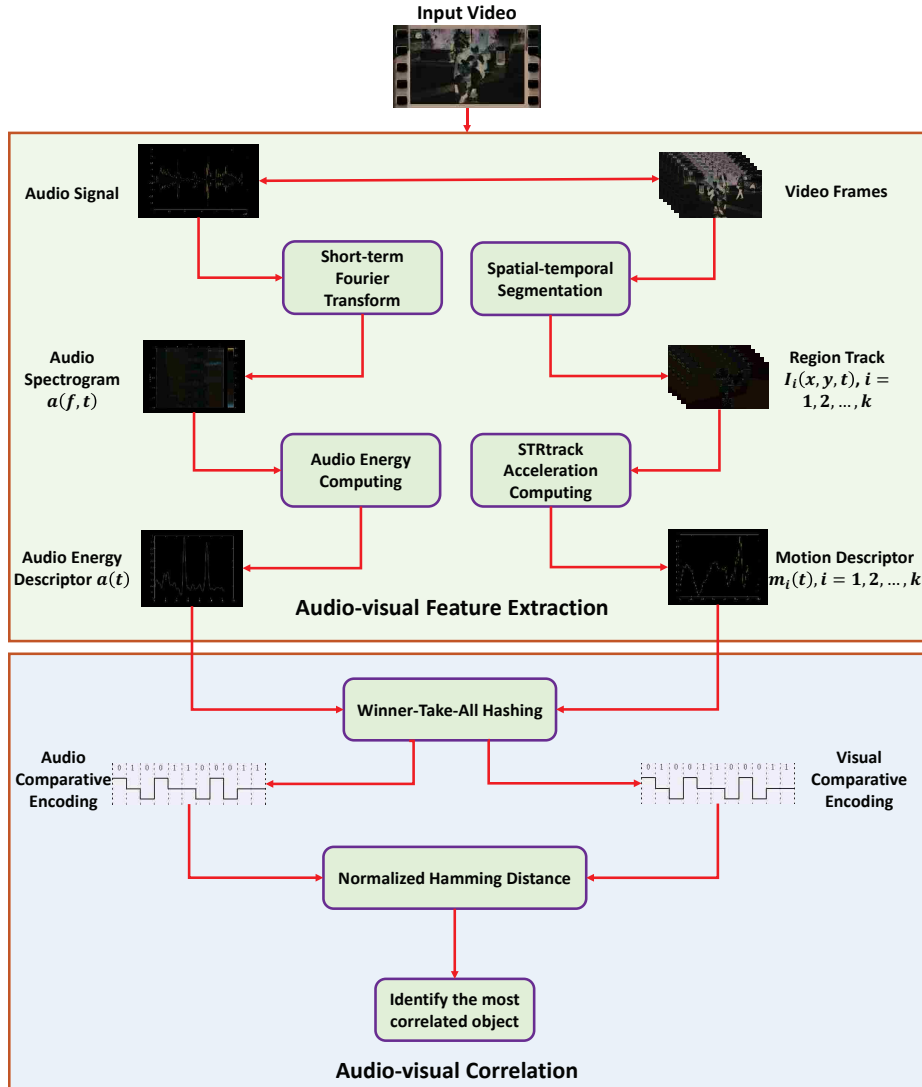 Input Video
Audio Signal
Video Frames
Short-term
Fourier
Transform
Spatial-temporal
Segmentation
Audio
Spectrogram
a(f, t)
Region Track
I_i(x, y, t), i =
1, 2, ..., k
Audio Energy
Computing
STRtrack
Acceleration
Computing
Audio Energy
Descriptor a(t)
Motion Descriptor
m_i(t), i = 1, 2, ..., k
Audio-visual Feature Extraction
Winner-Take-All Hashing
Audio
Comparative
Encoding
0 1 0 1 1 0 0 0 1 1
0 1 0 1 1 0 0 0 1 1
Visual
Comparative
Encoding
Normalized Hamming Distance
Identify the most
correlated object
Audio-visual Correlation